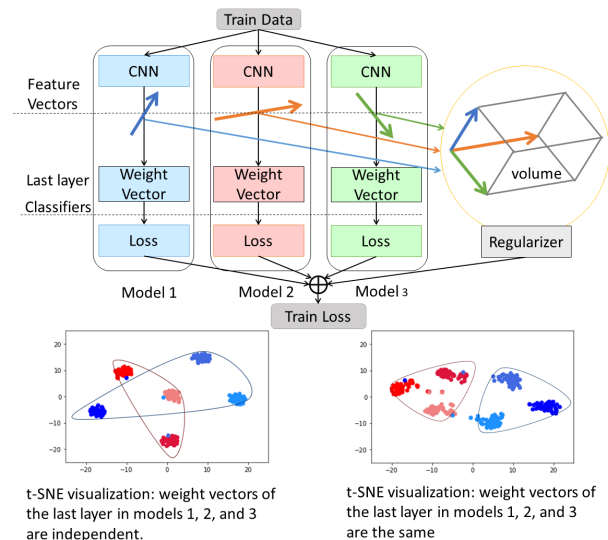 Train Data
CNN
CNN
CNN
Feature
Vectors
Weight
Vector
Weight
Vector
Weight
Vector
volume
Last layer
Classifiers
Loss
Loss
Loss
Regularizer
Model 1
Model 2
Model 3
Train Loss
20
10
0
-10
-20
-20
-10
0
10
20
20
10
0
-10
-20
-20
-10
0
10
20
t-SNE visualization: weight vectors of
the last layer in models 1, 2, and 3
are independent.
t-SNE visualization: weight vectors of
the last layer in models 1, 2, and 3
are the same